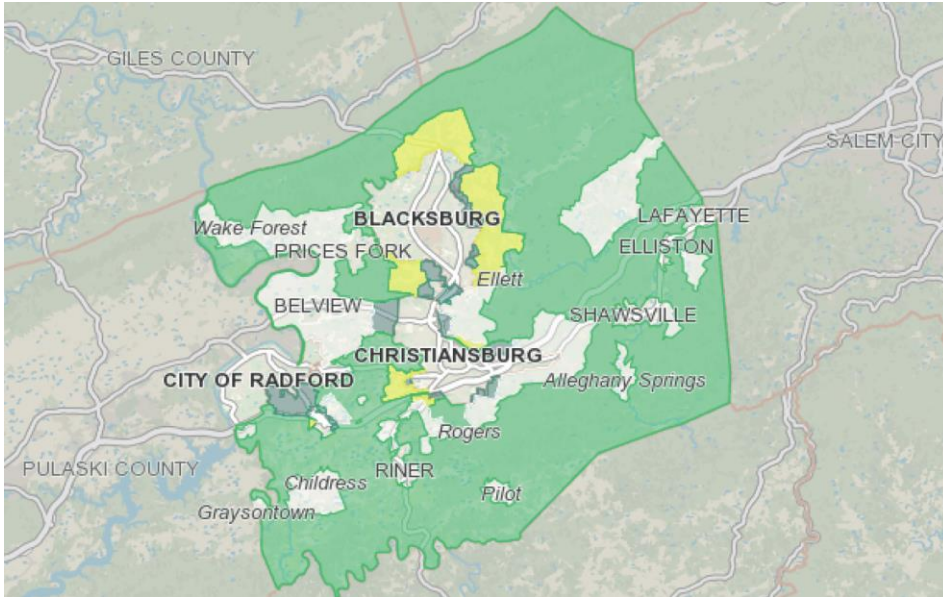 GILES COUNTY
SALEM CITY
BLACKSBURG
LAFAYETTE
Wake Forest
PRICES FORK
ELLISTON
Ellett
BELVIEW
SHAWSVILLE
CHRISTIANSBURG
CITY OF RADFORD
Alleghany Springs
Rogers
PULASKI COUNTY
RINER
Childress
Pilot
Graysontown